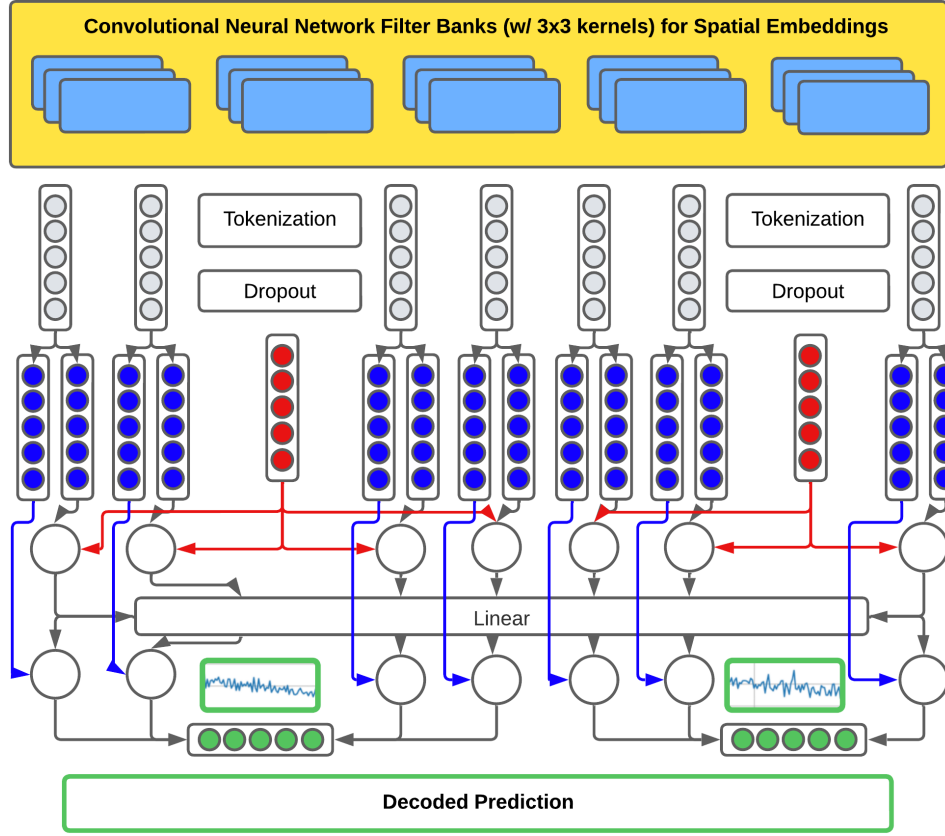 Convolutional Neural Network Filter Banks (w/ 3x3 kernels) for Spatial Embeddings
Tokenization
Tokenization
Dropout
Dropout
Linear
Decoded Prediction